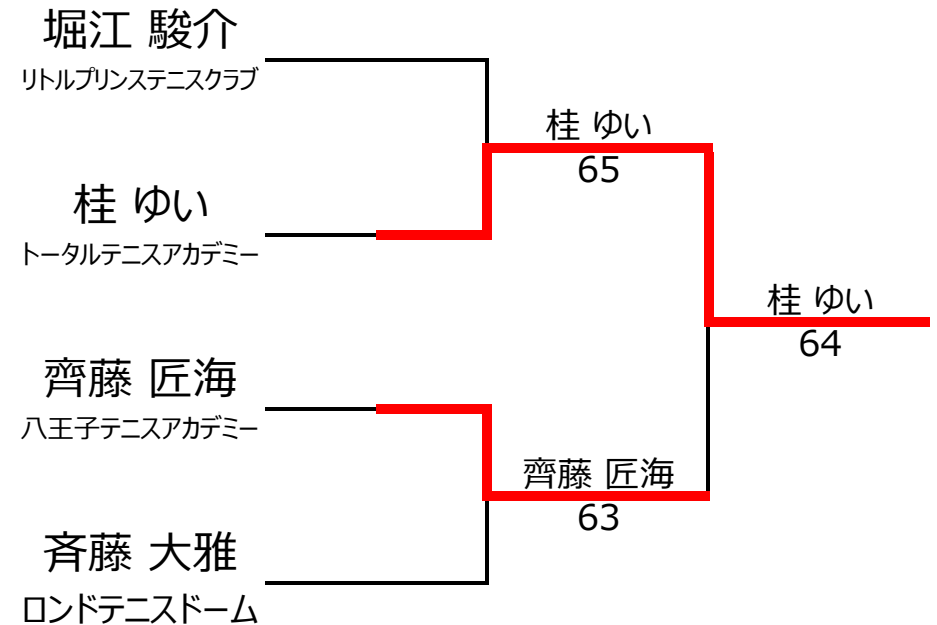 堀江 駿介
リトルプリンステニスクラブ
桂 ゆい
65
桂 ゆい
トータルテニスアカデミー
桂 ゆい
64
齊藤 匠海
八王子テニスアカデミー
齊藤 匠海
63
斉藤 大雅
ロンドテニスドーム